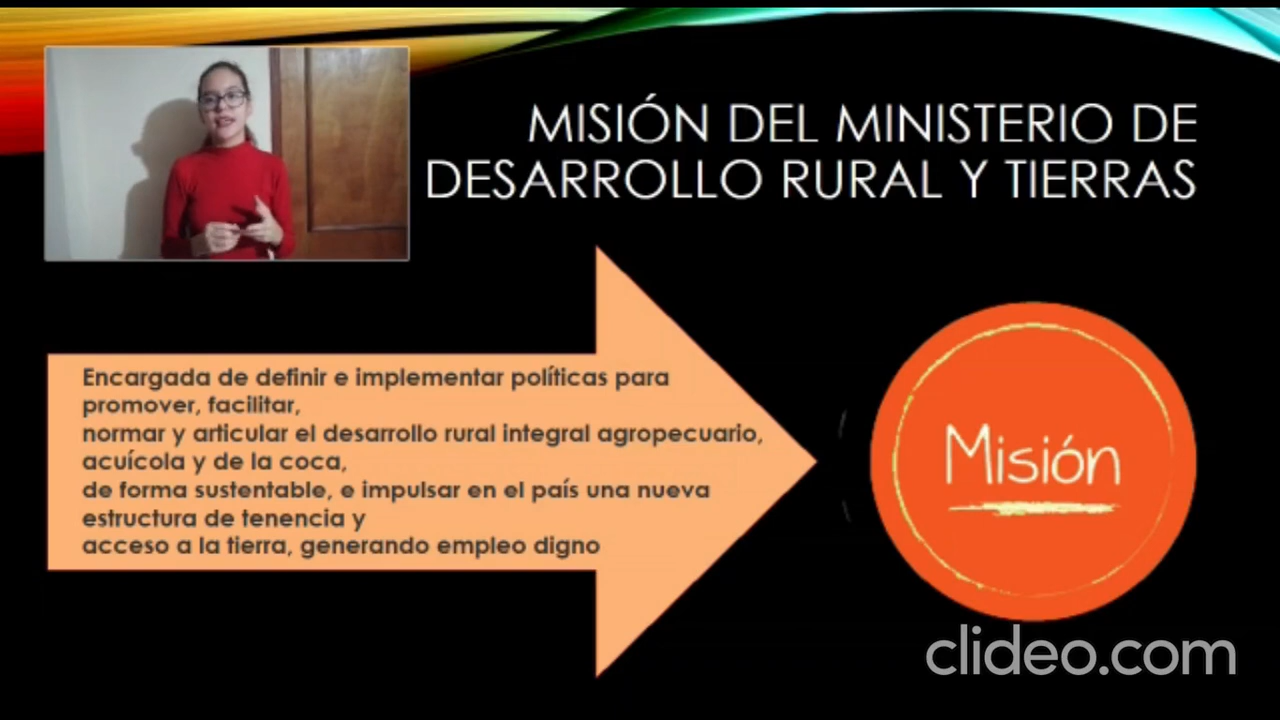 MISIÓN DEL MINISTERIO DE
DESARROLLO RURAL Y TIERRAS
Encargada de definir e implementar políticas para
promover, facilitar,
normar y articular el desarrollo rural integral agropecuario,
acuícola y de la coca,
de forma sustentable, e impulsar en el país una nueva
estructura de tenencia y
acceso a la tierra, generando empleo digno
Misión
clideo.com